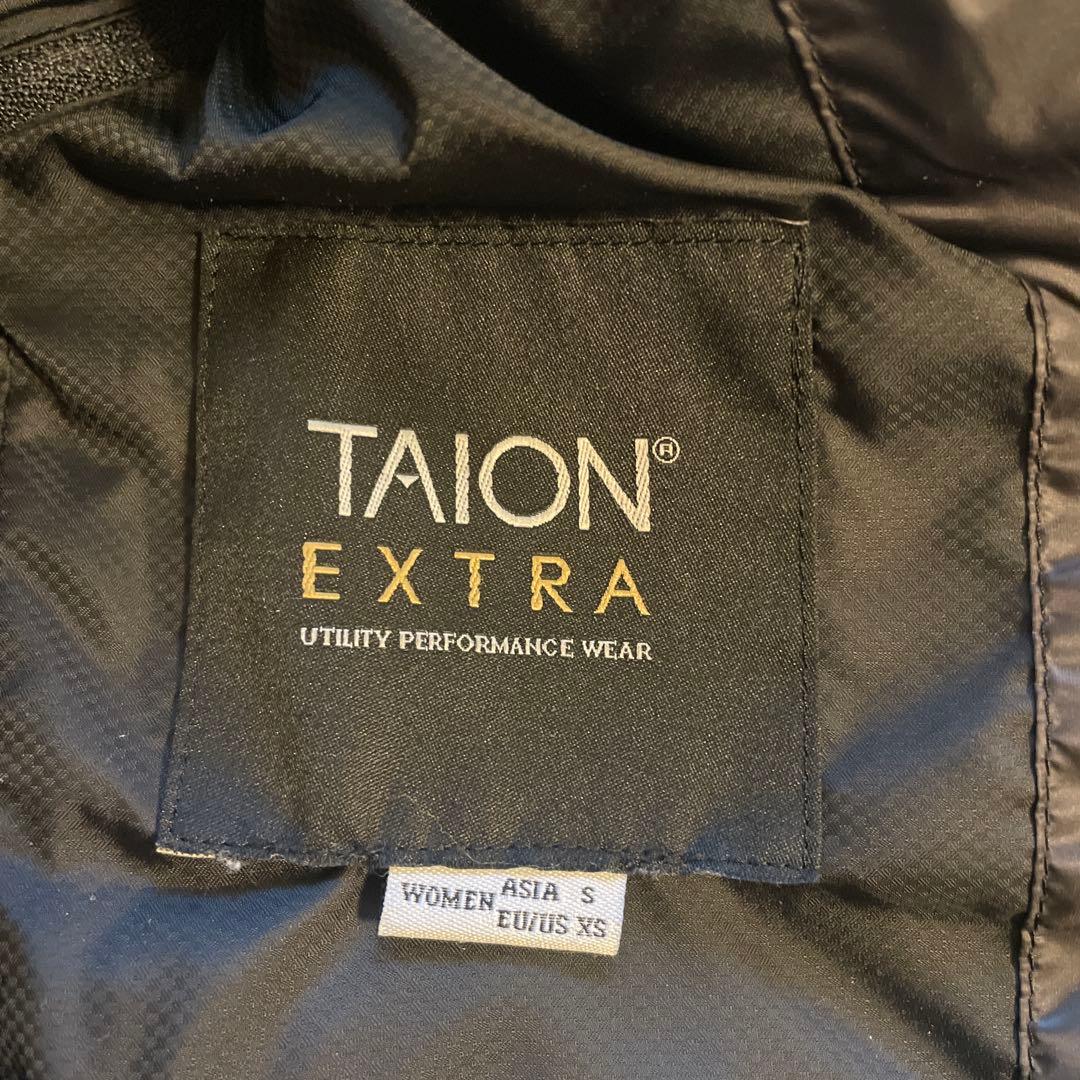 TAION®
EXTRA
UTILITY PERFORMANCE WEAR
WOMEN ASIA S
EU/US XS